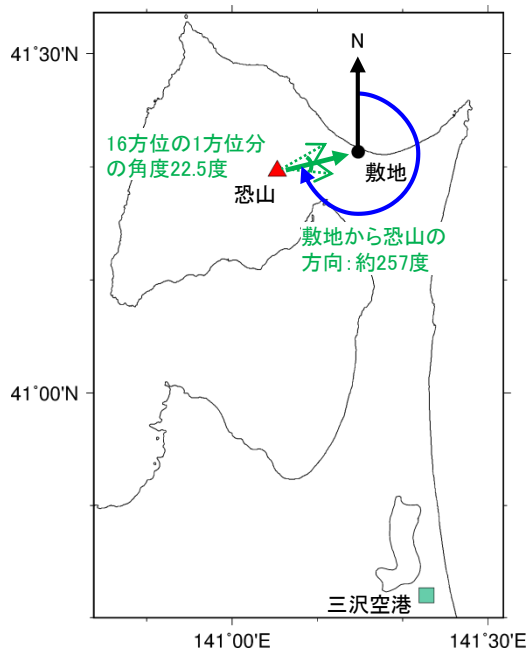 41°30'N
N
16方位の1方位分
の角度22.5度
敷地
恐山
敷地から恐山の
方向：約257度
41°00'N
三沢空港
141°00'E
141°30'E